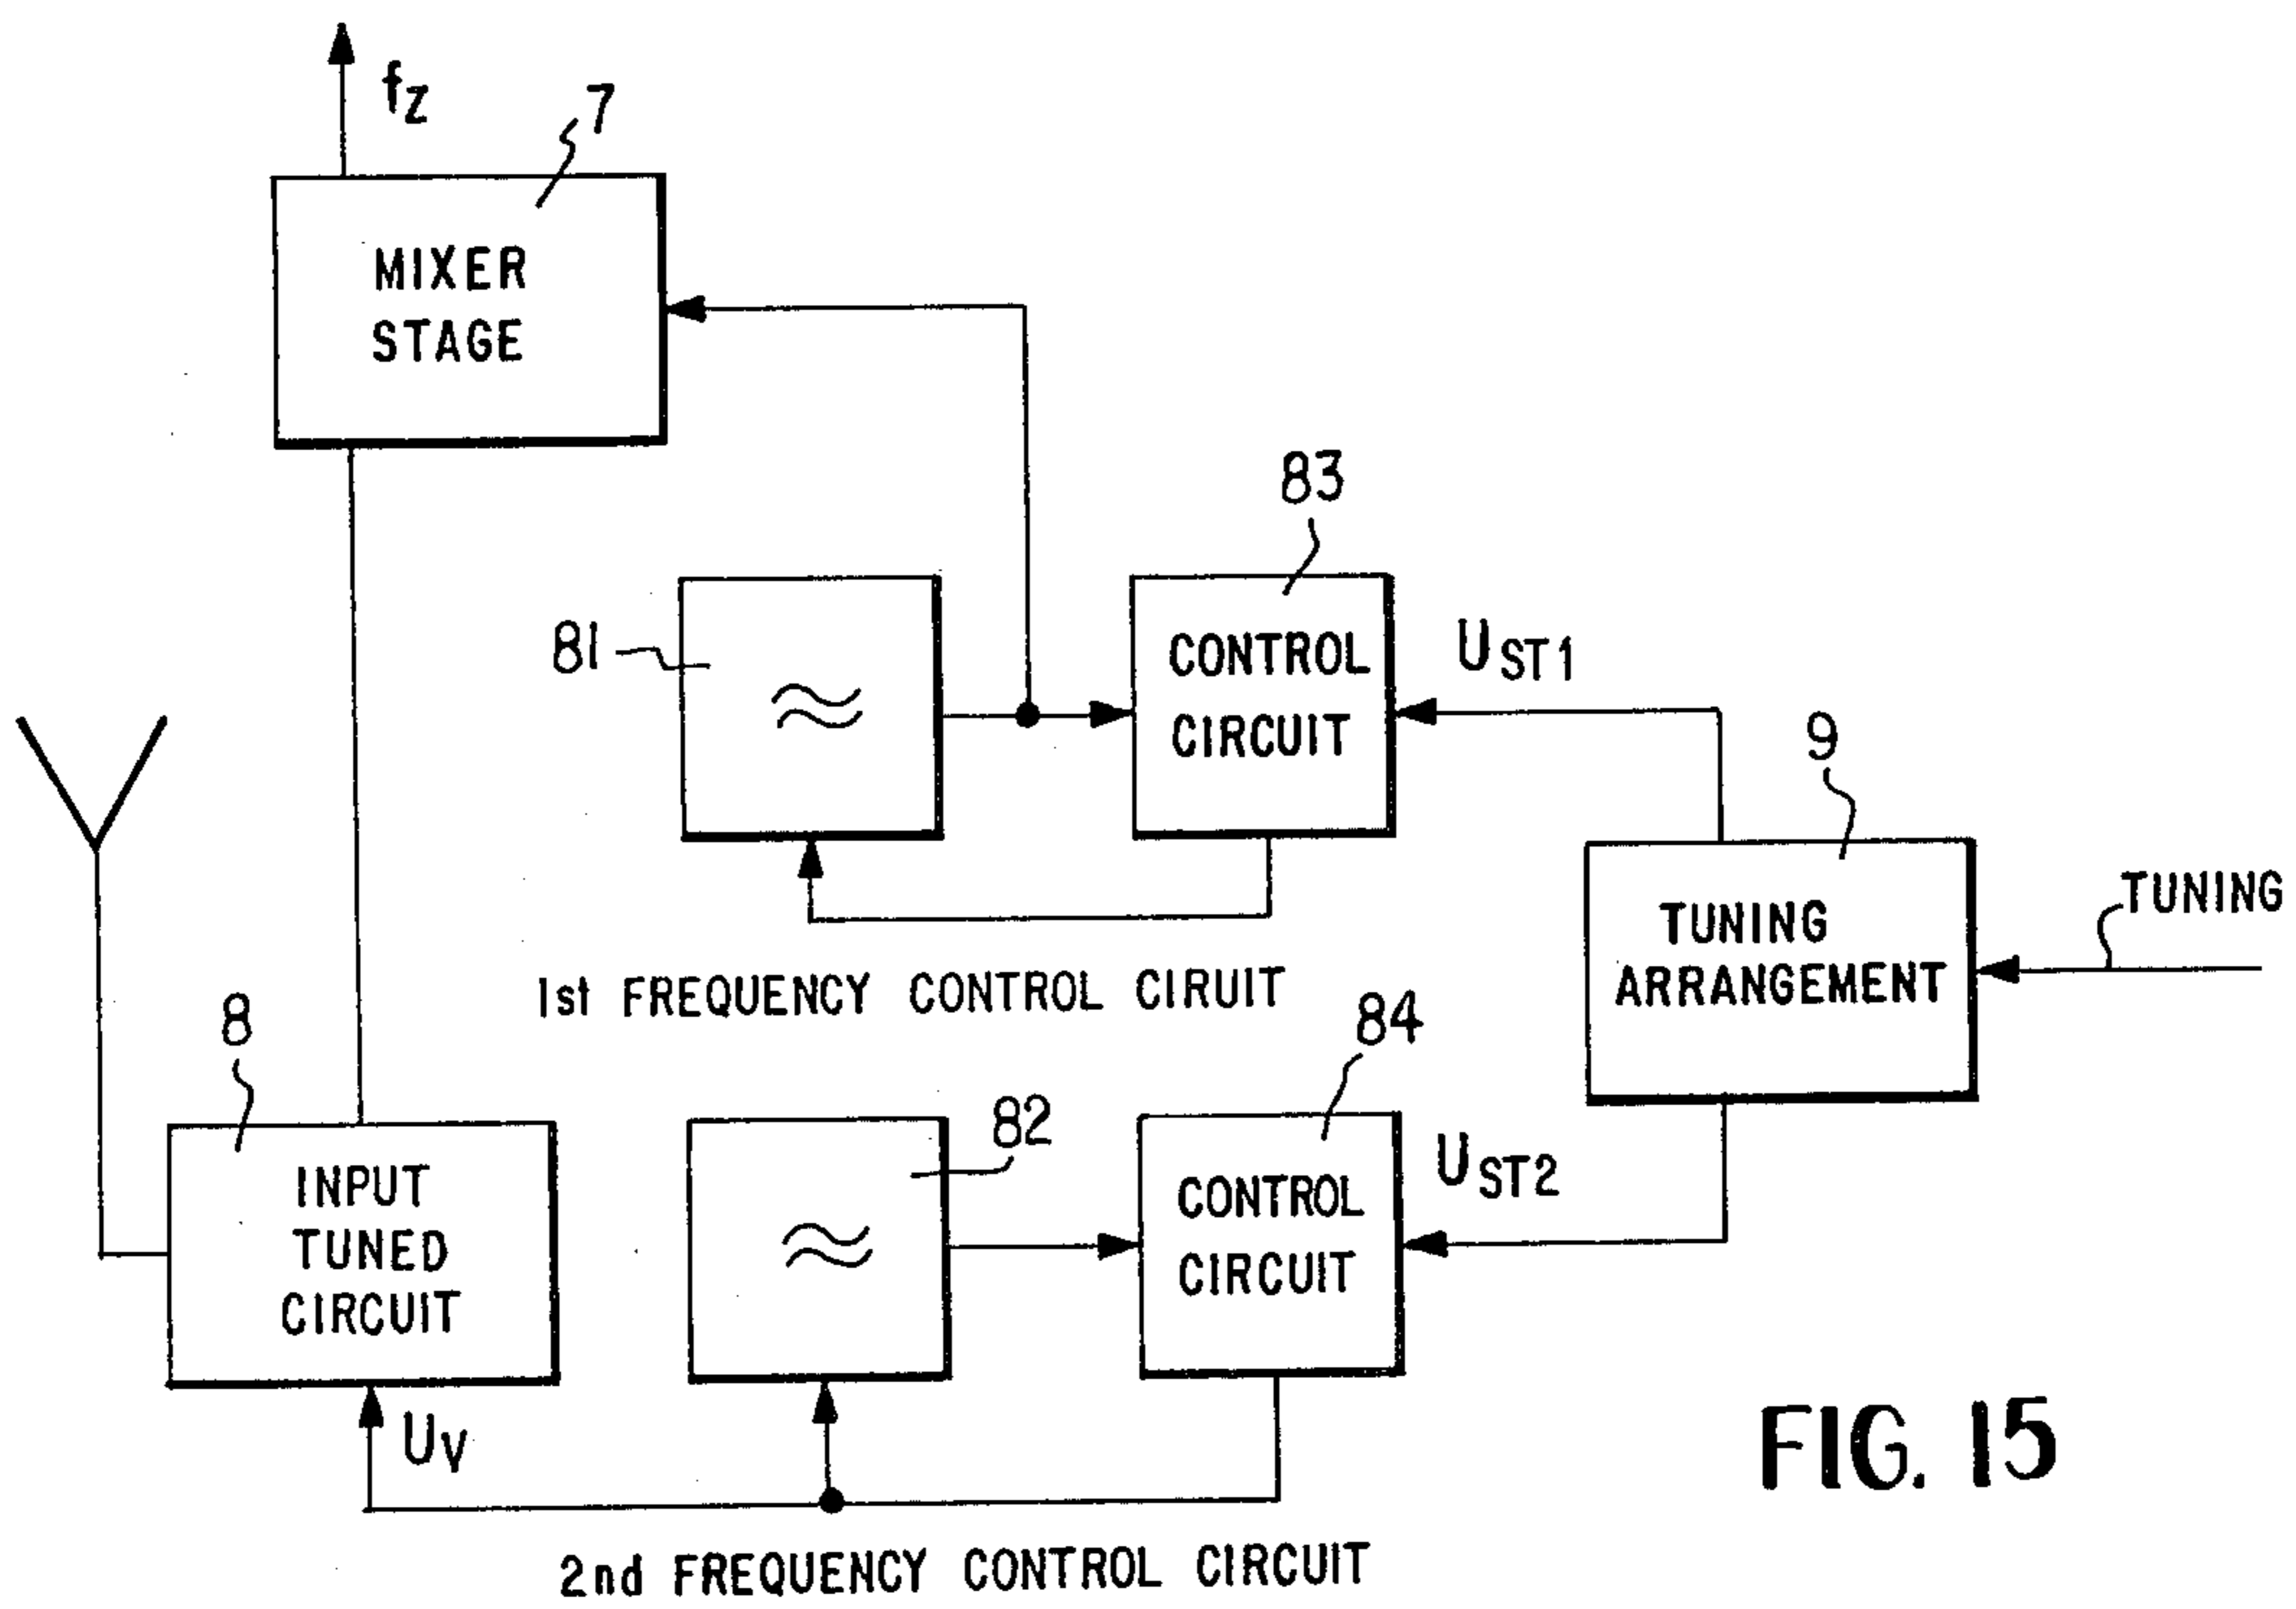 fz
7
MIXER
STAGE
83
81
CONTROL
CIRCUIT
UST1
9
TUNING
TUNING
ARRANGEMENT
1st FREQUENCY CONTROL CIRUIT
8
84
82
INPUT
TUNED
CIRCUIT
CONTROL
CIRCUIT
UST2
UV
FIG. 15
2nd FREQUENCY CONTROL CIRCUIT